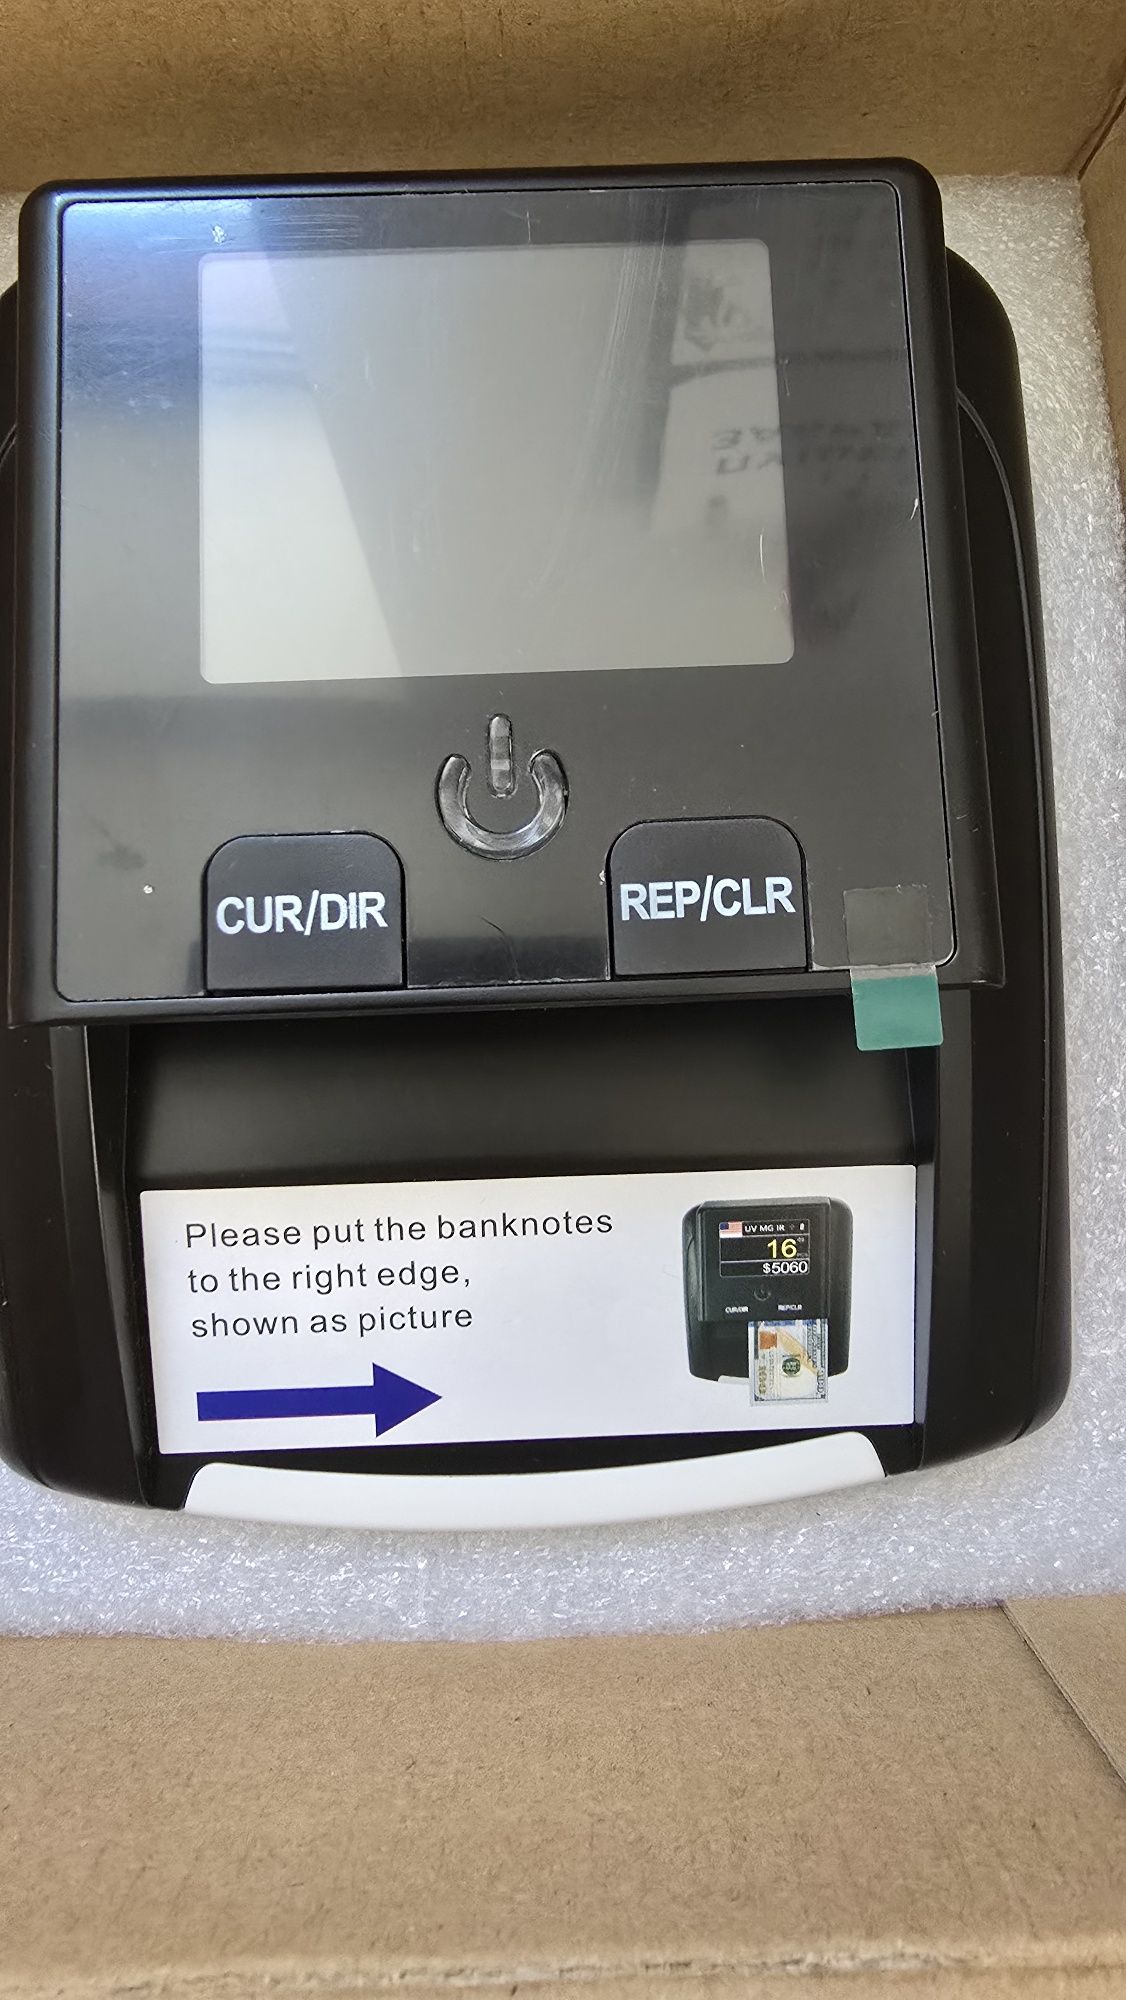 CUR/DIR
REP/CLR
Please put the banknotes
to the right edge,
shown as picture
UV MG IR
16
$5060
CUR/DIR
REP/CLR